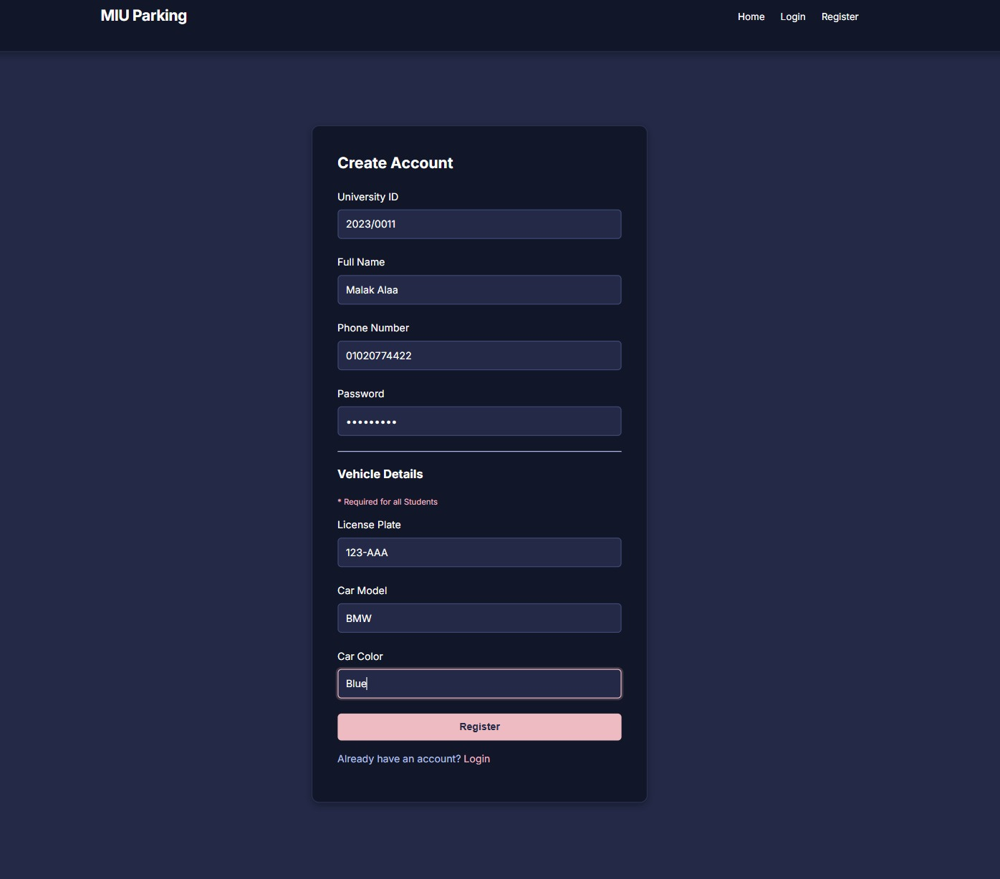 MIU Parking
Home Login Register
Create Account
University ID
2023/0011
Full Name
Malak Alaa
Phone Number
01020774422
Password
•••••••••
Vehicle Details
* Required for all Students
License Plate
123-AAA
Car Model
BMW
Car Color
Blue
Register
Already have an account? Login